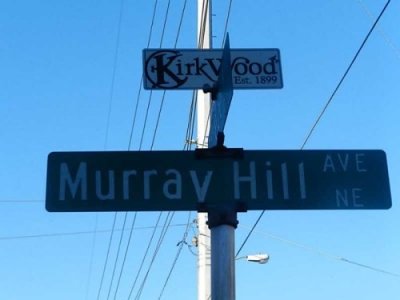 KirkWood
Est. 1899
Murray Hill AVE
NE